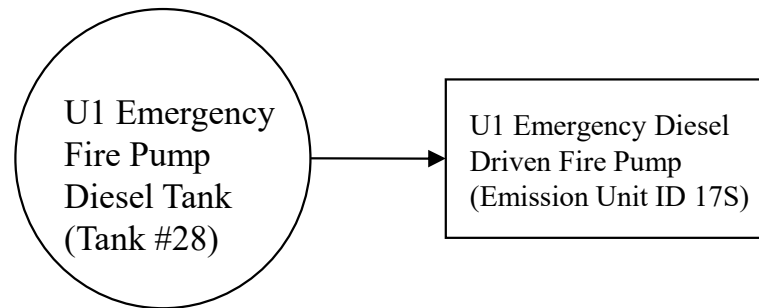 U1 Emergency
Fire Pump
Diesel Tank
(Tank #28)
U1 Emergency Diesel
Driven Fire Pump
(Emission Unit ID 17S)